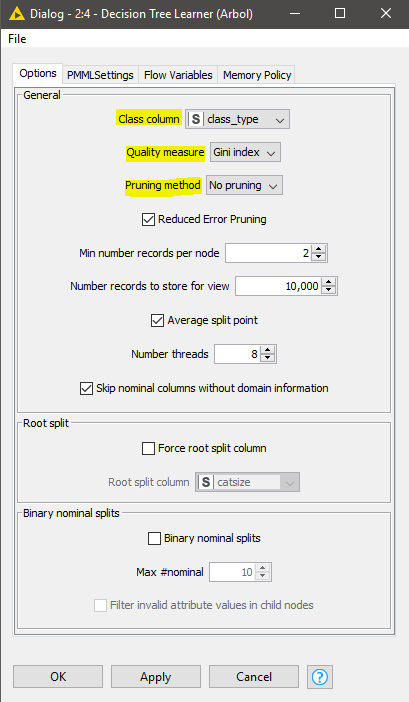 Dialog - 2:4 - Decision Tree Learner (Arbol)
File
Options PMMLSettings Flow Variables Memory Policy
General
Class column S class_type
Quality measure Gini index
Pruning method No pruning
Reduced Error Pruning
Min number records per node 2
Number records to store for view 10,000
Average split point
Number threads 8
Skip nominal columns without domain information
Root split
Force root split column
Root split column S catsize
Binary nominal splits
Binary nominal splits
Max #nominal 10
Filter invalid attribute values in child nodes
OK Apply Cancel ?